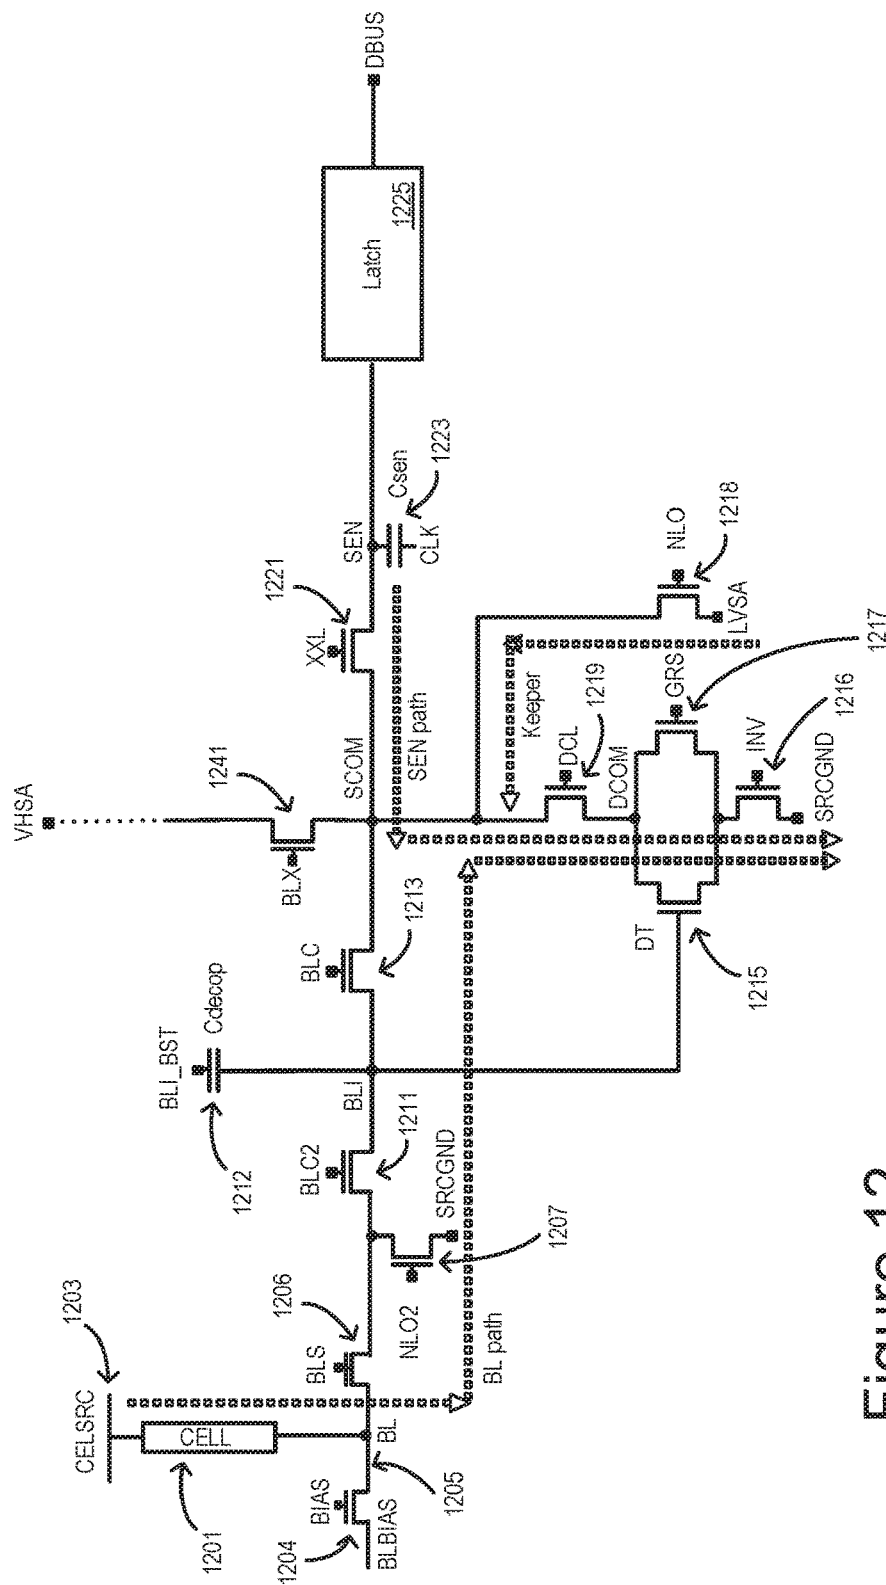 VHSA
CELSRC
1203
BLI_BST
Cdecop
1212
1241
BLX
1201
CELL
BIAS
1204
BLBIAS
BL
1205
BLS
1206
BLC2
1211
BLI
BLC
1213
SCOM
XXL
1221
SEN
Csen
CLK
1223
Latch
1225
DBUS
NLO2
SRCGND
1207
BL path
SEN path
Keeper
DCL
1219
DCOM
DT
1215
GRS
1217
INV
1216
SRCGND
NLO
1218
LVSA
Figure 12